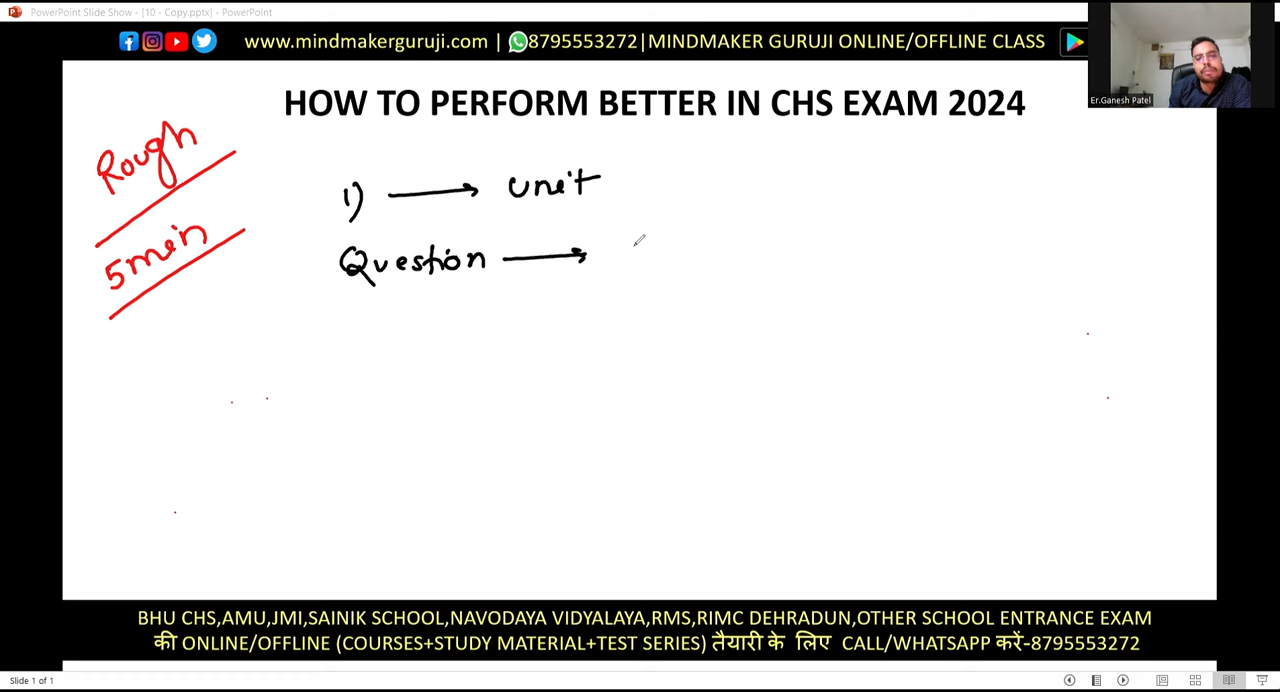 PowerPoint Slide Show - [10 - Copy.pptx] - PowerPoint
www.mindmakerguruji.com | 8795553272|MINDMAKER GURUJI ONLINE/OFFLINE CLASS
Er.Ganesh Patel
HOW TO PERFORM BETTER IN CHS EXAM 2024
Rough
5 min
1) → unit
Question →
BHU CHS,AMU,JMI,SAINIK SCHOOL,NAVODAYA VIDYALAYA,RMS,RIMC DEHRADUN,OTHER SCHOOL ENTRANCE EXAM
की ONLINE/OFFLINE (COURSES+STUDY MATERIAL+TEST SERIES) तैयारी के लिए CALL/WHATSAPP करें-8795553272
Slide 1 of 1